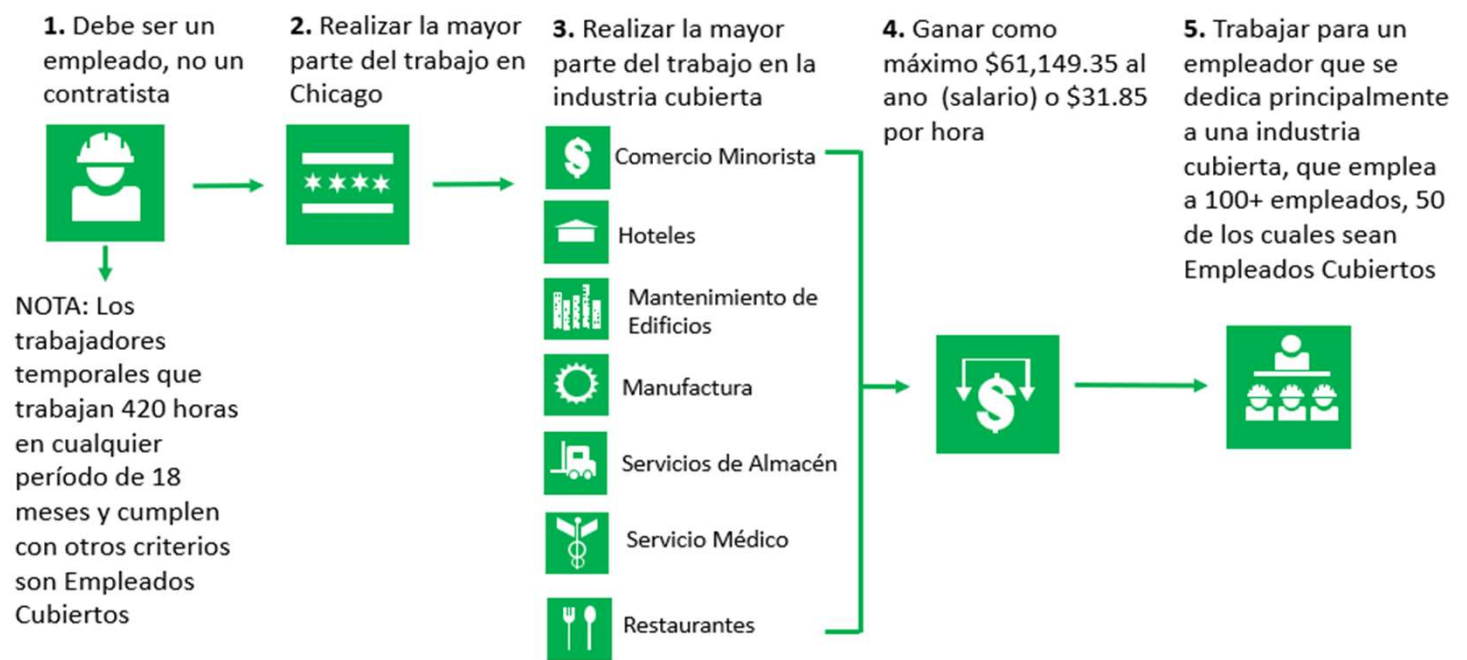 1. Debe ser un
empleado, no un
contratista
NOTA: Los
trabajadores
temporales que
trabajan 420 horas
en cualquier
período de 18
meses y cumplen
con otros criterios
son Empleados
Cubiertos
2. Realizar la mayor
parte del trabajo en
Chicago
3. Realizar la mayor
parte del trabajo en la
industria cubierta
Comercio Minorista
Hoteles
Mantenimiento de
Edificios
Manufactura
Servicios de Almacén
Servicio Médico
Restaurantes
4. Ganar como
máximo $61,149.35 al
ano (salario) o $31.85
por hora
5. Trabajar para un
empleador que se
dedica principalmente
a una industria
cubierta, que emplea
a 100+ empleados, 50
de los cuales sean
Empleados Cubiertos